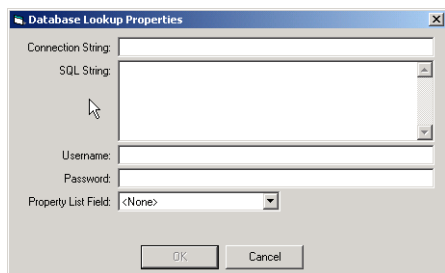 Database Lookup Properties
Connection String:
SQL String:
Username:
Password:
Property List Field: <None>
OK Cancel